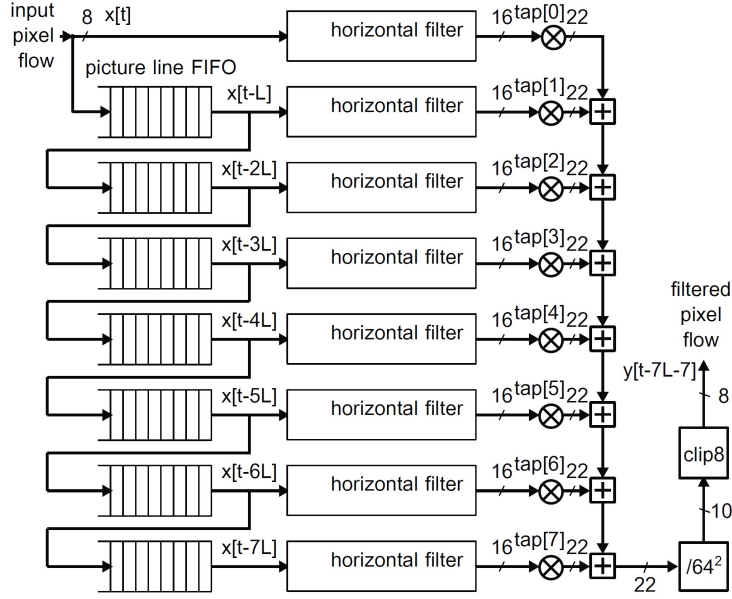 input
pixel
flow
8 x[t]
horizontal filter
16 tap[0] 22
picture line FIFO
x[t-L]
horizontal filter
16 tap[1] 22
x[t-2L]
horizontal filter
16 tap[2] 22
x[t-3L]
horizontal filter
16 tap[3] 22
x[t-4L]
horizontal filter
16 tap[4] 22
x[t-5L]
horizontal filter
16 tap[5] 22
x[t-6L]
horizontal filter
16 tap[6] 22
x[t-7L]
horizontal filter
16 tap[7] 22
22
/64²
10
clip8
8
y[t-7L-7]
filtered
pixel
flow